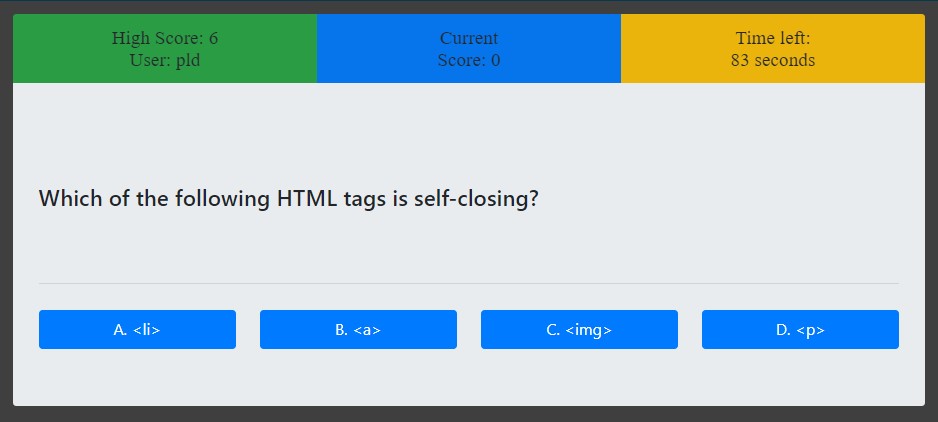 High Score: 6
User: pld
Current
Score: 0
Time left:
83 seconds
Which of the following HTML tags is self-closing?
A. <li>
B. <a>
C. <img>
D. <p>